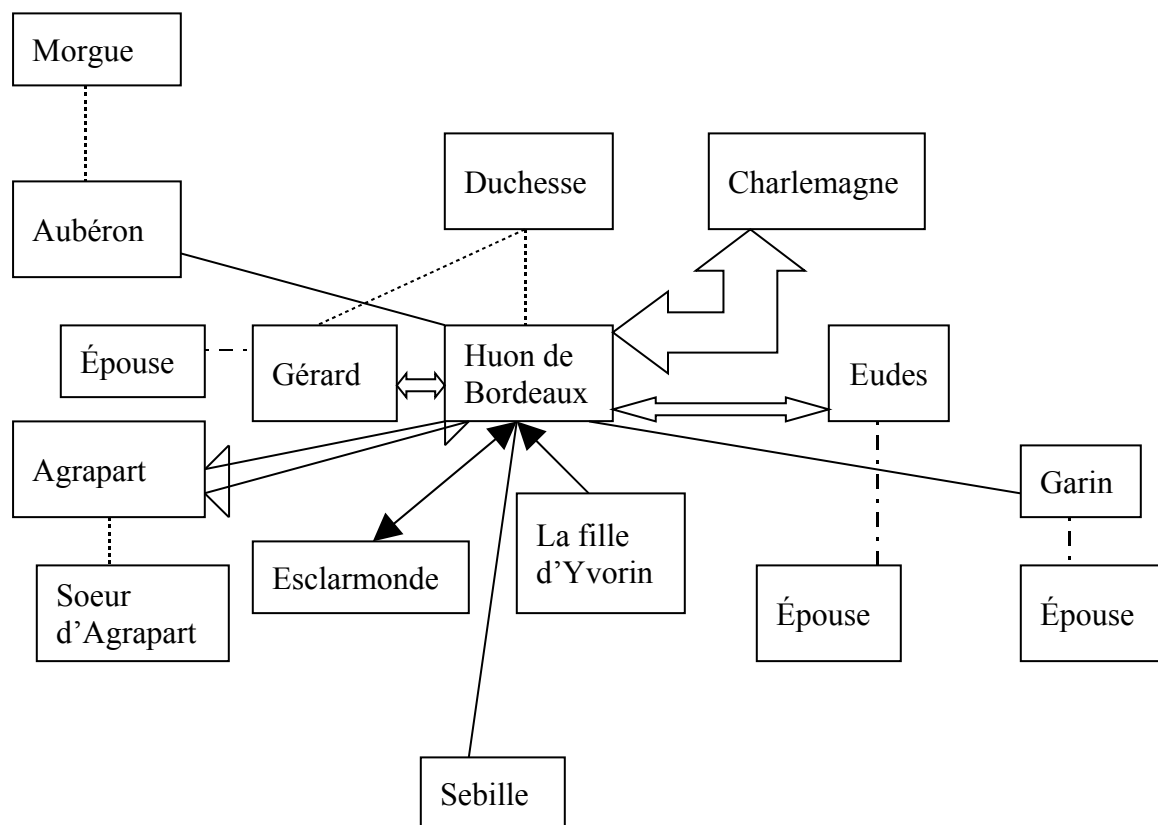 Morgue
Duchesse
Charlemagne
Aubéron
Épouse
Gérard
Huon de
Bordeaux
Eudes
Agrapart
Garin
Esclarmonde
La fille
d’Yvorin
Soeur
d’Agrapart
Épouse
Épouse
Sebille